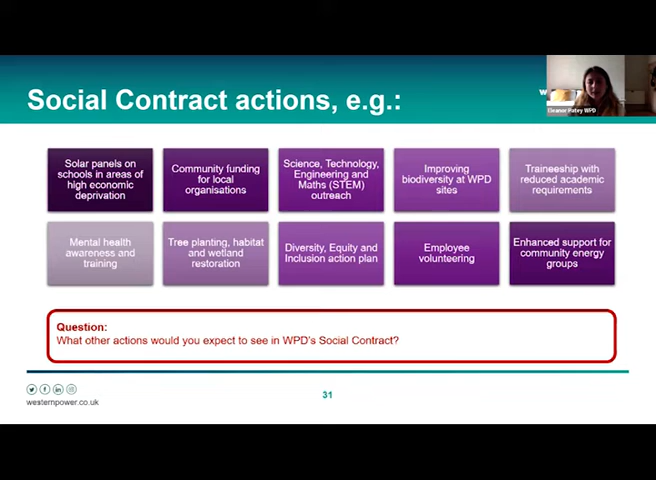 Social Contract actions, e.g.:
W
Eleanor Patey WPD
Solar panels on
schools in areas of
high economic
deprivation
Community funding
for local
organisations
Science, Technology,
Engineering and
Maths (STEM)
outreach
Improving
biodiversity at WPD
sites
Traineeship with
reduced academic
requirements
Mental health
awareness and
training
Tree planting, habitat
and wetland
restoration
Diversity, Equity and
Inclusion action plan
Employee
volunteering
Enhanced support for
community energy
groups
Question:
What other actions would you expect to see in WPD's Social Contract?
westernpower.co.uk
31